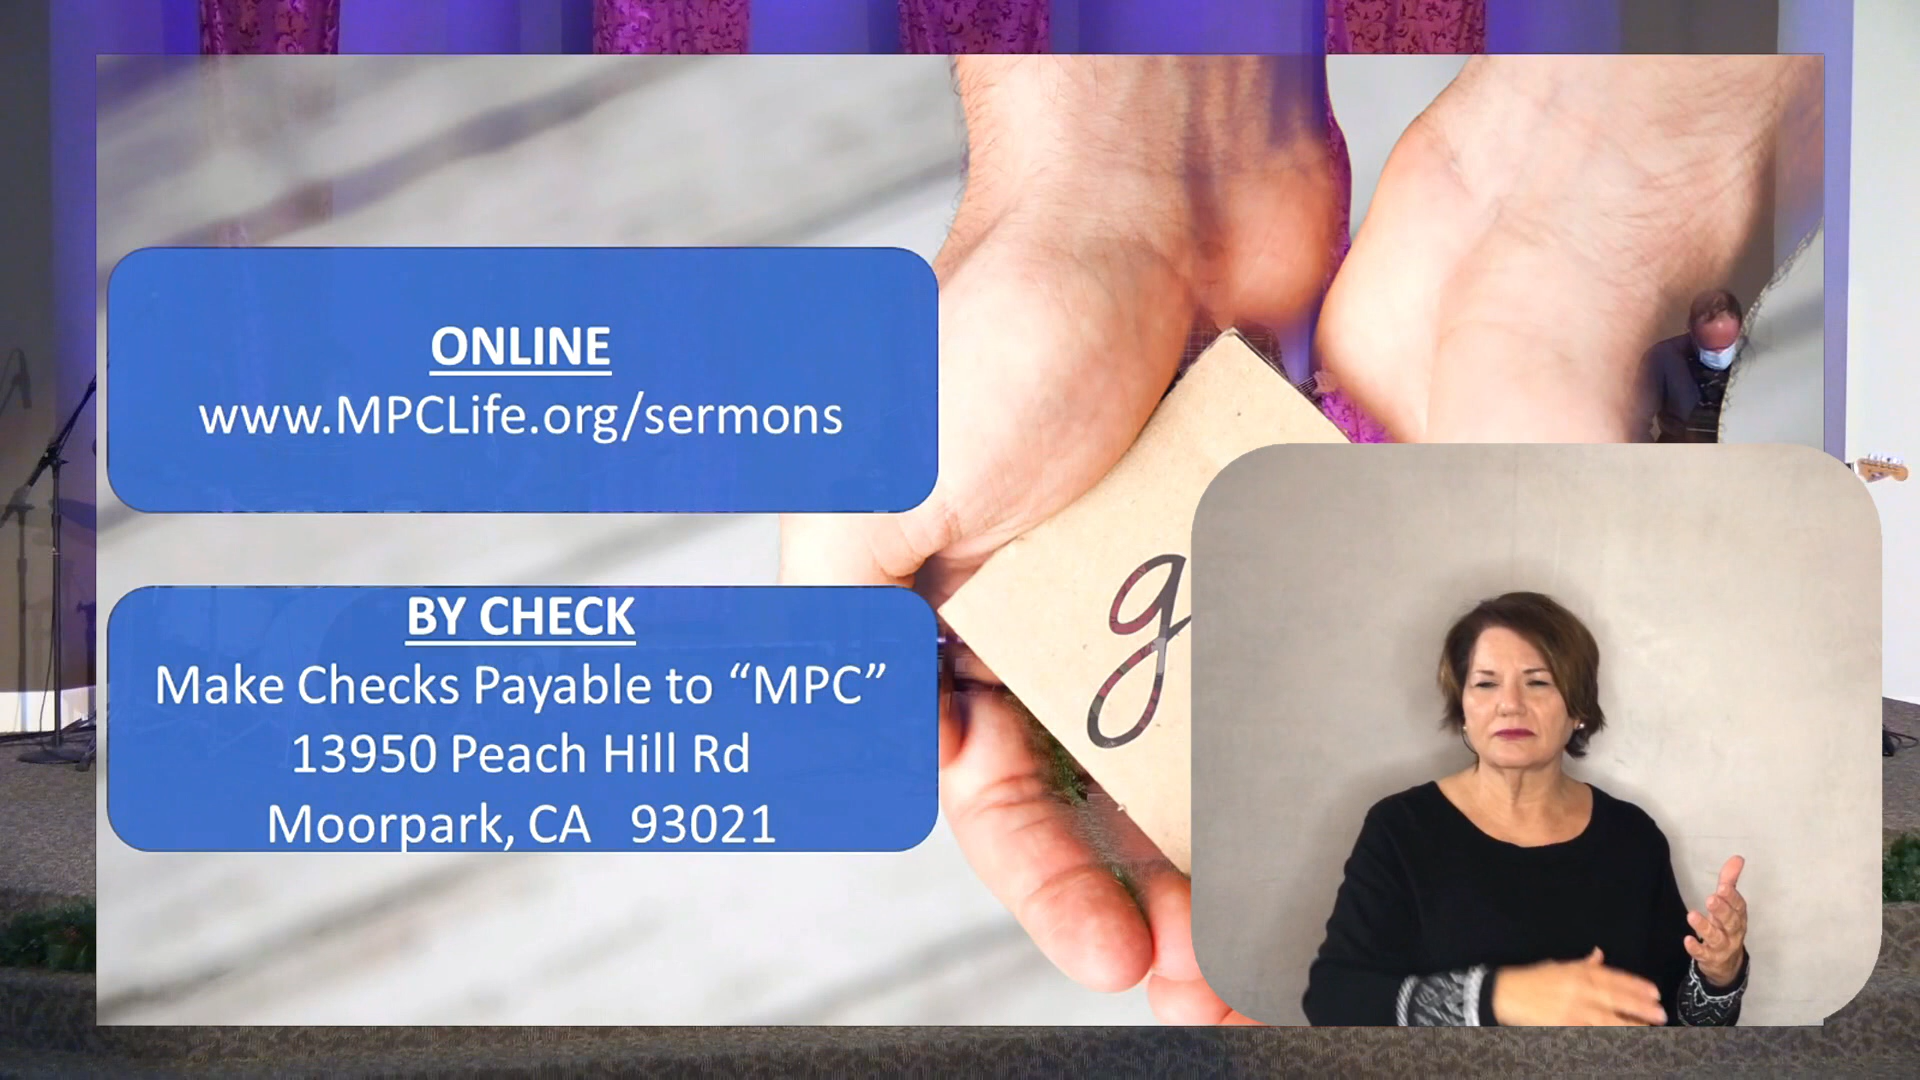 ONLINE
www.MPCLife.org/sermons
BY CHECK
Make Checks Payable to “MPC”
13950 Peach Hill Rd
Moorpark, CA 93021
g